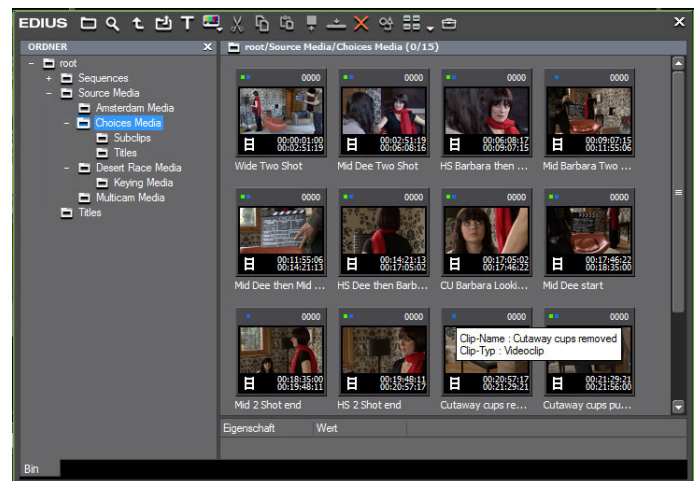 EDIUS
ORDNER X
root/Source Media/Choices Media (0/15)
root
Sequences
Source Media
Amsterdam Media
Choices Media
Subclips
Titles
Desert Race Media
Keying Media
Multicam Media
Titles
0000 0000 0000 0000
00:00:01:00 00:02:51:19 00:06:08:17 00:09:07:15
00:02:51:19 00:06:08:16 00:09:07:15 00:11:55:06
Wide Two Shot Mid Dee Two Shot HS Barbara then ... Mid Barbara Two ...
0000 0000 0000 0000
00:11:55:06 00:14:21:13 00:17:05:02 00:17:46:22
00:14:21:13 00:17:05:02 00:17:46:22 00:18:35:00
Mid Dee then Mid ... HS Dee then Barb... CU Barbara Looki... Mid Dee start
0000 0000 0000 0000
Clip-Name : Cutaway cups removed
Clip-Typ : Videoclip
00:18:35:00 00:19:48:11 00:20:57:17 00:21:29:21
00:19:48:11 00:20:57:17 00:21:29:21 00:21:56:00
Mid 2 Shot end HS 2 Shot end Cutaway cups re... Cutaway cups pu...
Eigenschaft Wert
Bin